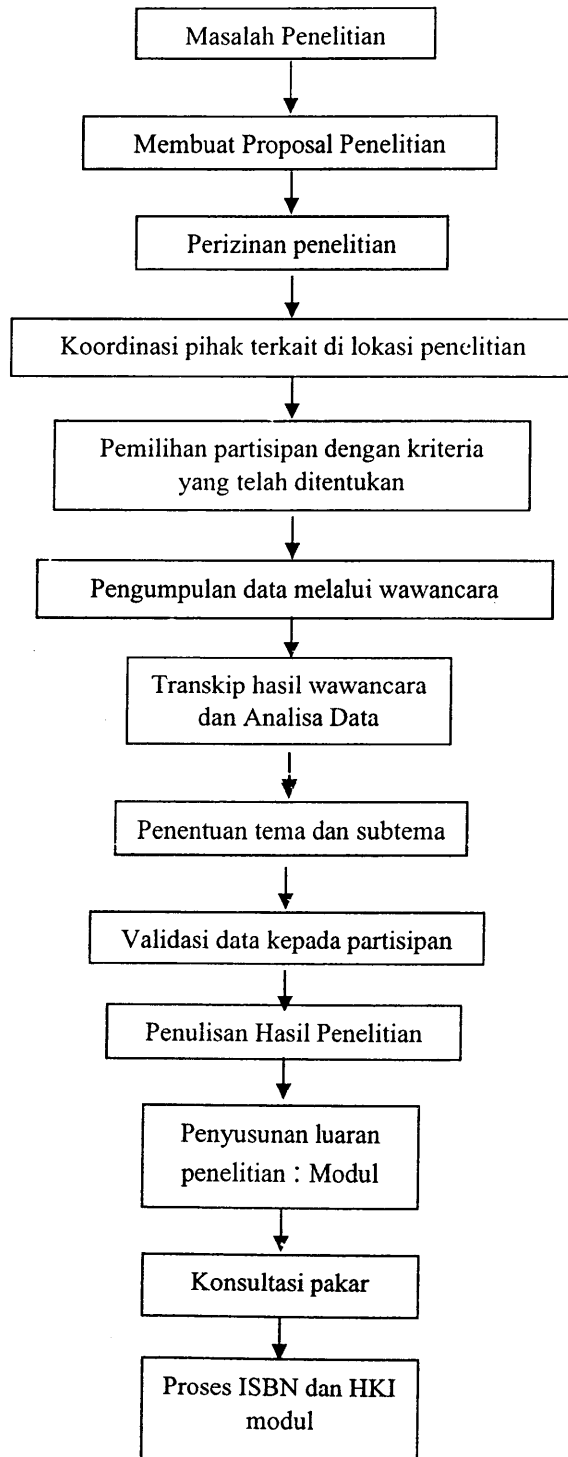 Masalah Penelitian
Membuat Proposal Penelitian
Perizinan penelitian
Koordinasi pihak terkait di lokasi penelitian
Pemilihan partisipan dengan kriteria
yang telah ditentukan
Pengumpulan data melalui wawancara
Transkip hasil wawancara
dan Analisa Data
Penentuan tema dan subtema
Validasi data kepada partisipan
Penulisan Hasil Penelitian
Penyusunan luaran
penelitian : Modul
Konsultasi pakar
Proses ISBN dan HKI
modul